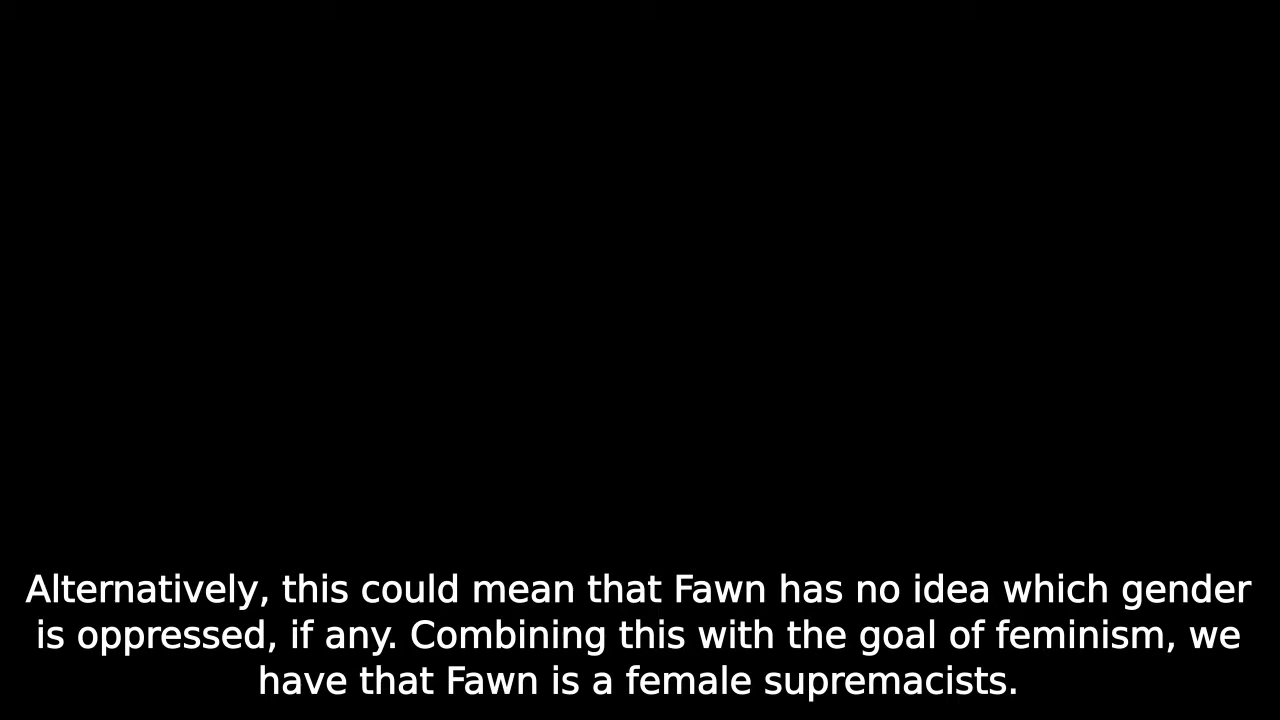 Alternatively, this could mean that Fawn has no idea which gender
is oppressed, if any. Combining this with the goal of feminism, we
have that Fawn is a female supremacists.